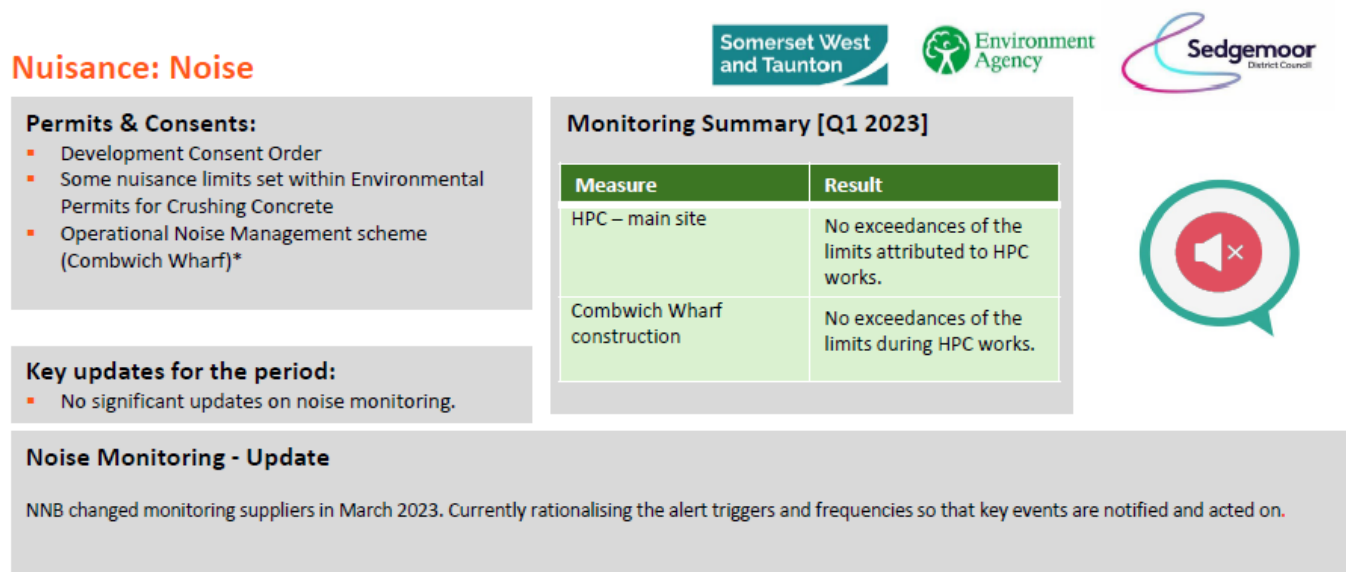 Somerset West
and Taunton
Environment
Agency
Sedgemoor
District Council
Nuisance: Noise
Permits & Consents:
▪ Development Consent Order
▪ Some nuisance limits set within Environmental
Permits for Crushing Concrete
▪ Operational Noise Management scheme
(Combwich Wharf)*
Key updates for the period:
▪ No significant updates on noise monitoring.
Monitoring Summary [Q1 2023]
Measure Result
HPC – main site
No exceedances of the
limits attributed to HPC
works.
Combwich Wharf
construction
No exceedances of the
limits during HPC works.
Noise Monitoring - Update
NNB changed monitoring suppliers in March 2023. Currently rationalising the alert triggers and frequencies so that key events are notified and acted on.